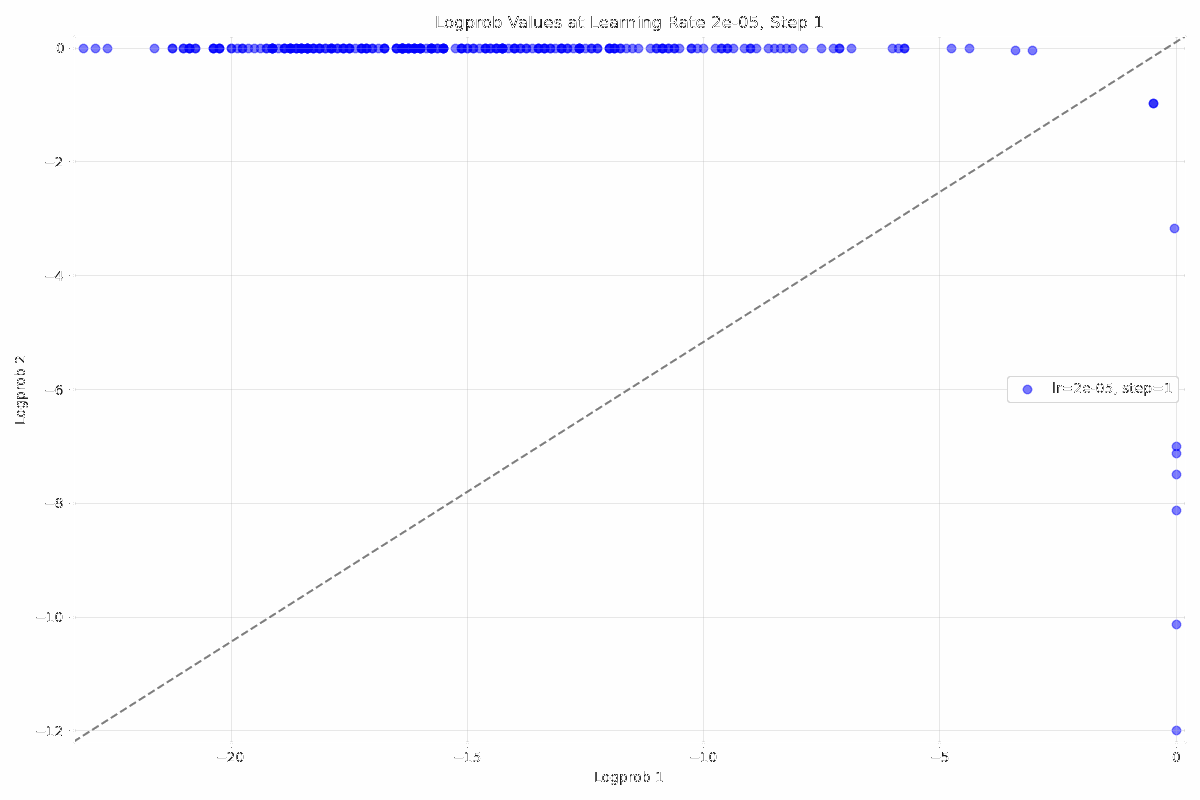 Logprob Values at Learning Rate 2e-05, Step 1
0
−2
−4
−6
−8
−10
−12
Logprob 2
lr=2e-05, step=1
−20 −15 −10 −5 0
Logprob 1